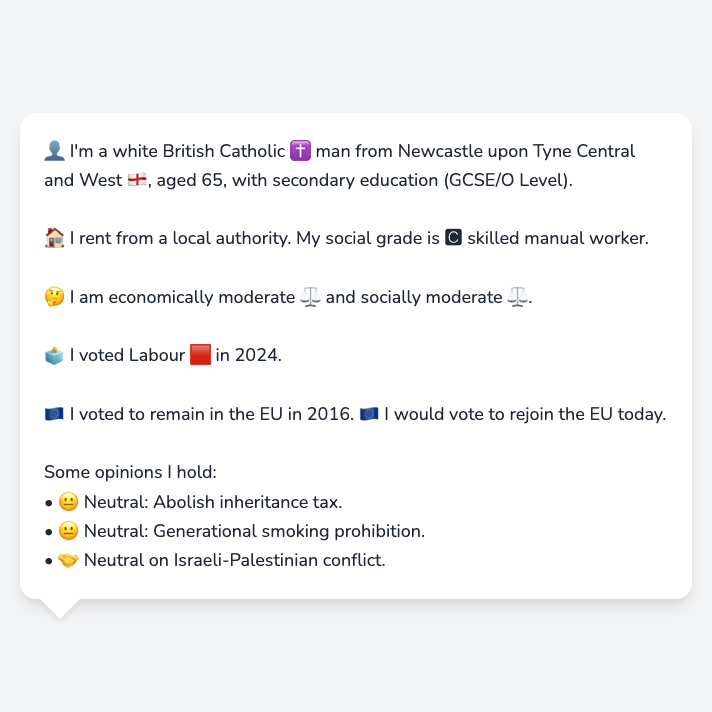 👤 I'm a white British Catholic ✝️ man from Newcastle upon Tyne Central
and West 🏴󠁧󠁢󠁥󠁮󠁧󠁿, aged 65, with secondary education (GCSE/O Level).
🏠 I rent from a local authority. My social grade is 🅲 skilled manual worker.
🤔 I am economically moderate ⚖️ and socially moderate ⚖️.
🗳️ I voted Labour 🟥 in 2024.
🇪🇺 I voted to remain in the EU in 2016. 🇪🇺 I would vote to rejoin the EU today.
Some opinions I hold:
• 😐 Neutral: Abolish inheritance tax.
• 😐 Neutral: Generational smoking prohibition.
• 🤝 Neutral on Israeli-Palestinian conflict.